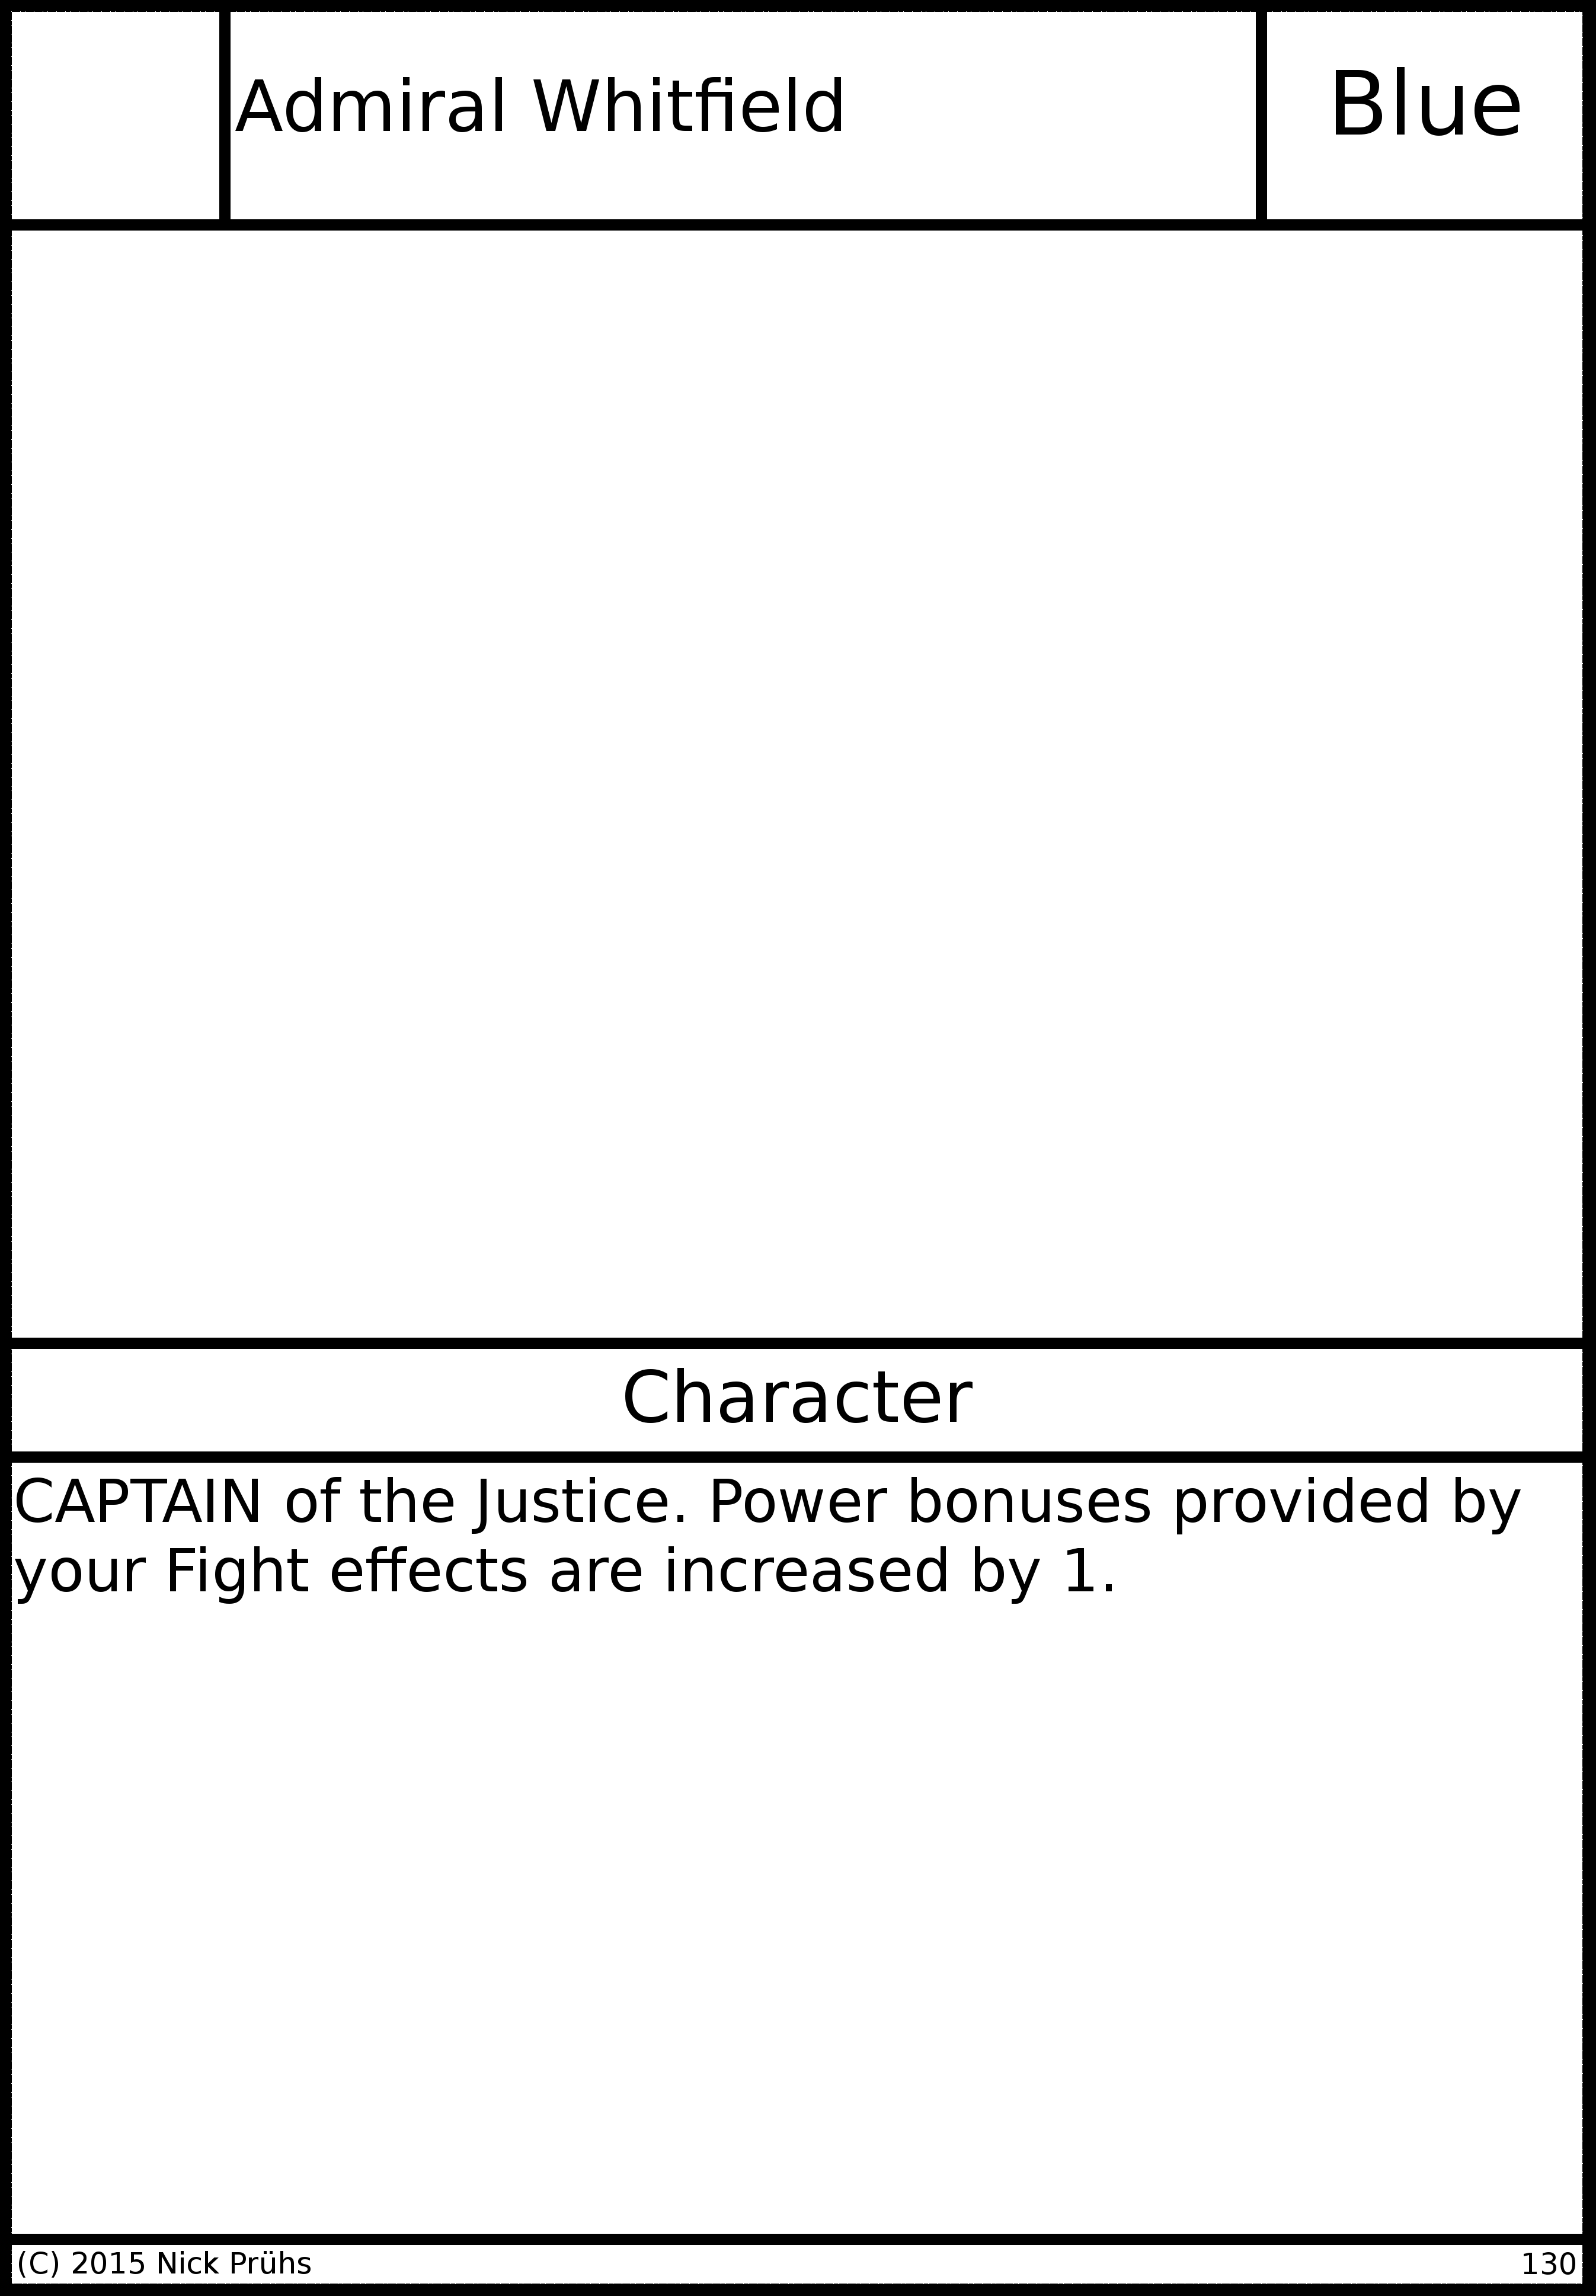 Admiral Whitfield
Blue
Character
CAPTAIN of the Justice. Power bonuses provided by
your Fight effects are increased by 1.
(C) 2015 Nick Prühs
130